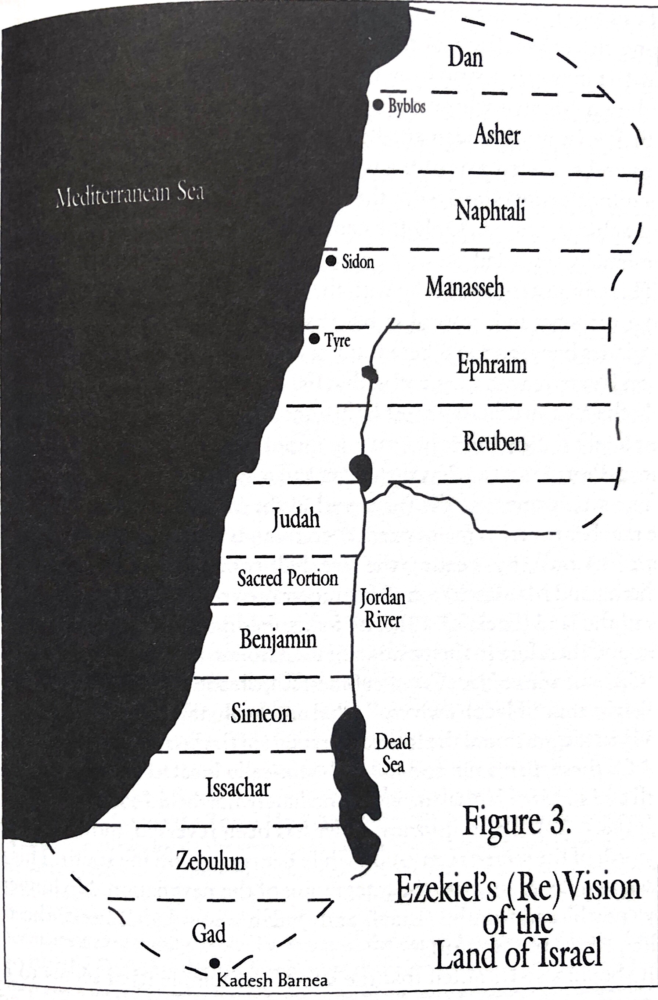 Dan
Byblos
Asher
Mediterranean Sea
Naphtali
Sidon
Manasseh
Tyre
Ephraim
Reuben
Judah
Sacred Portion
Jordan
River
Benjamin
Simeon
Dead
Sea
Issachar
Figure 3.
Zebulun
Ezekiel's (Re)Vision
of the
Land of Israel
Gad
Kadesh Barnea